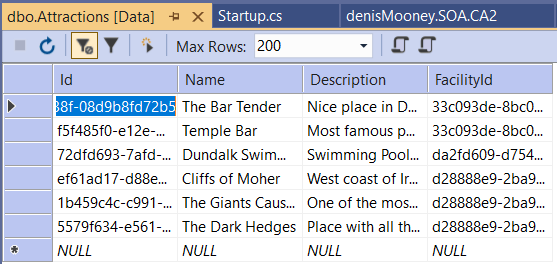 dbo.Attractions [Data] Startup.cs denisMooney.SOA.CA2
Max Rows: 200
Id Name Description FacilityId
38f-08d9b8fd72b5 The Bar Tender Nice place in D... 33c093de-8bc0...
f5f485f0-e12e-... Temple Bar Most famous p... 33c093de-8bc0...
72dfd693-7afd-... Dundalk Swim... Swimming Pool... da2fd609-d754...
ef61ad17-d88e... Cliffs of Moher West coast of Ir... d28888e9-2ba9...
1b459c4c-c991-... The Giants Caus... One of the mos... d28888e9-2ba9...
5579f634-e561-... The Dark Hedges Place with all th... d28888e9-2ba9...
NULL NULL NULL NULL